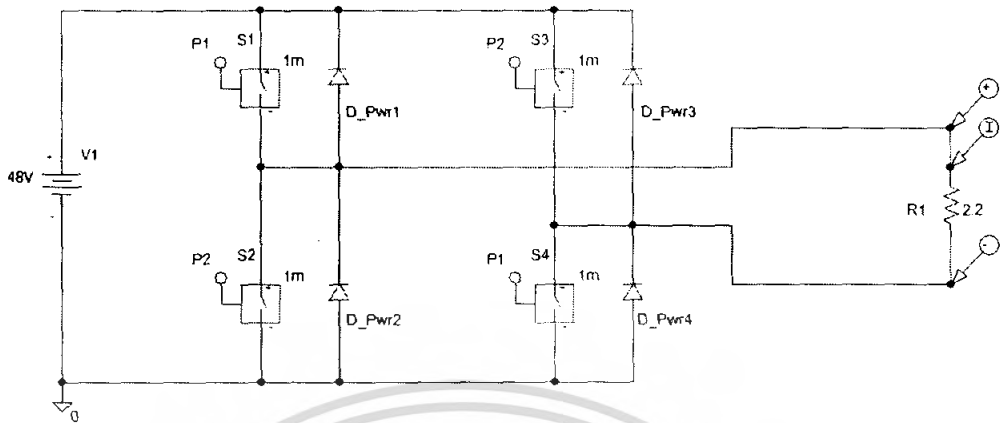 P1
S1
1m
D_Pwr1
P2
S3
1m
D_Pwr3
+
I
V1
48V
R1
2.2
P2
S2
1m
D_Pwr2
P1
S4
1m
D_Pwr4
-
0